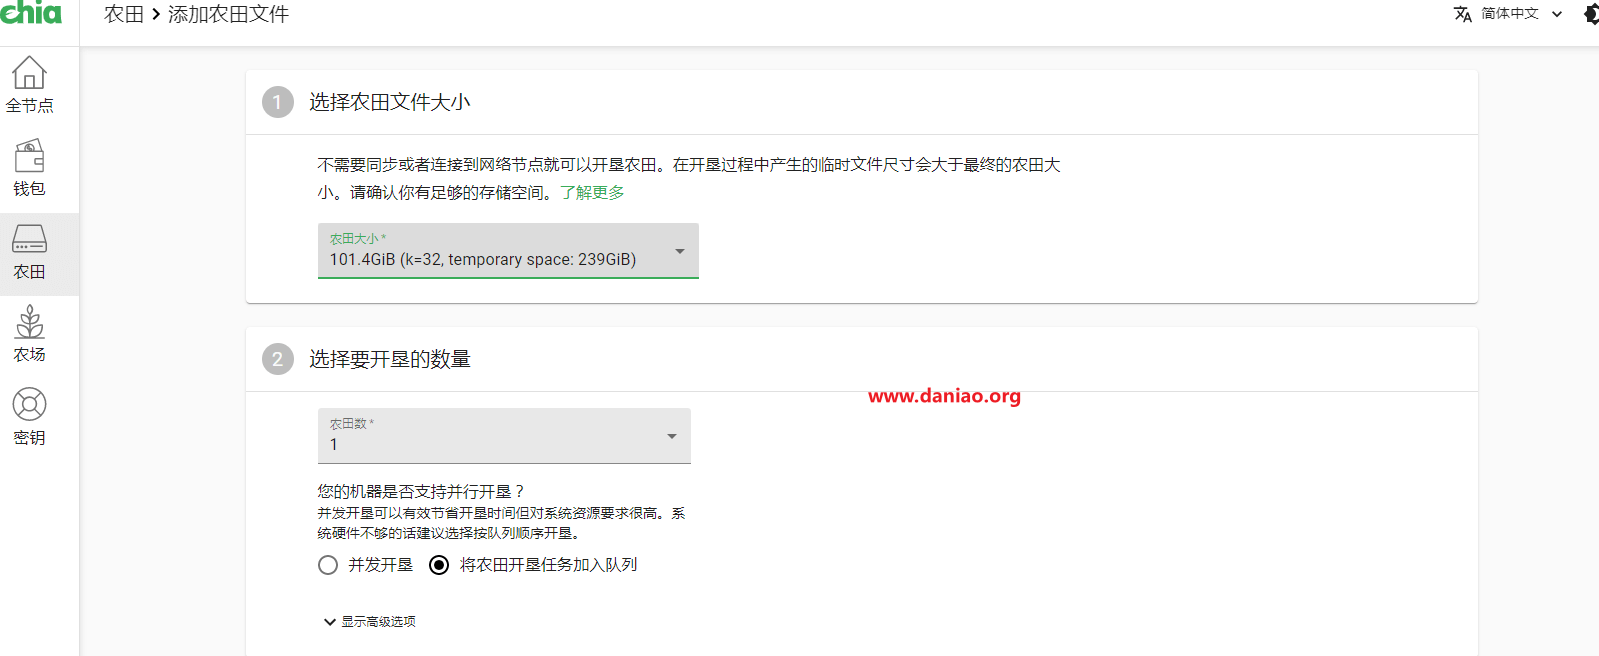 chia
农田 > 添加农田文件
简体中文
全节点
钱包
农田
农场
密钥
1 选择农田文件大小
不需要同步或者连接到网络节点就可以开垦农田。在开垦过程中产生的临时文件尺寸会大于最终的农田大
小。请确认你有足够的存储空间。了解更多
农田大小 *
101.4GiB (k=32, temporary space: 239GiB)
2 选择要开垦的数量
www.daniao.org
农田数 *
1
您的机器是否支持并行开垦？
并发开垦可以有效节省开垦时间但对系统资源要求很高。系
统硬件不够的话建议选择按队列顺序开垦。
并发开垦 将农田开垦任务加入队列
显示高级选项